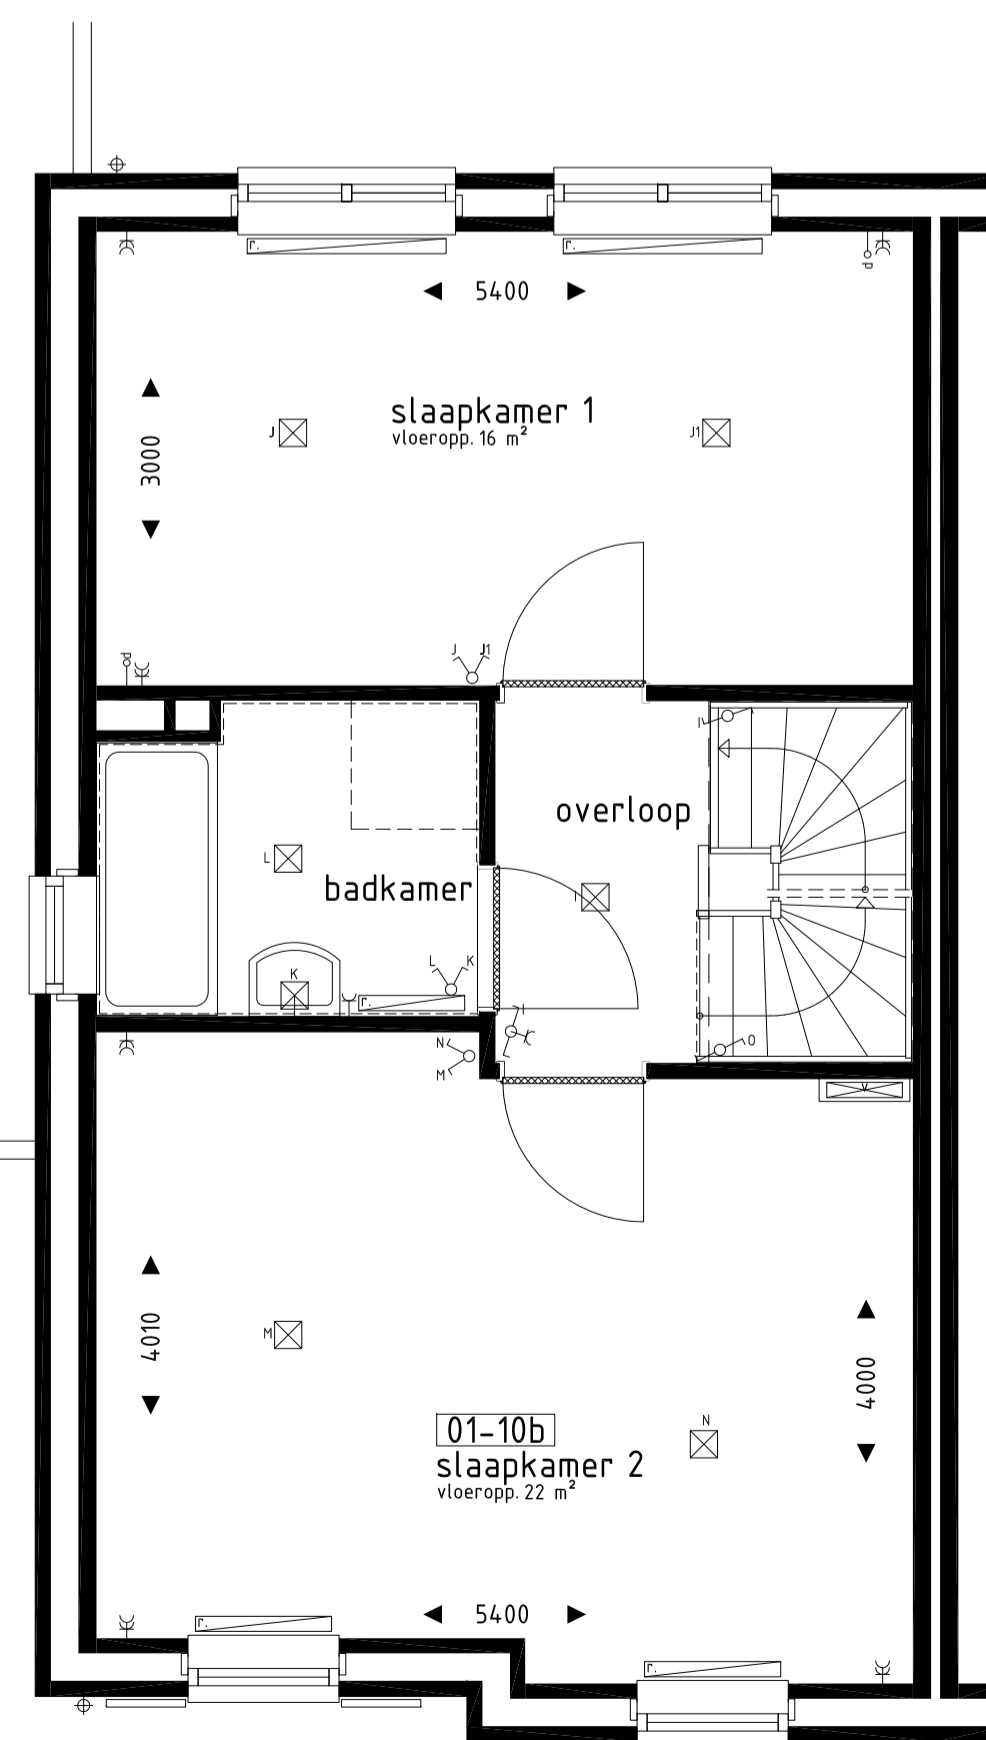 r.
r.
d
5400
slaapkamer 1
vloeropp. 16 m²
J
J1
3000
J
J1
d
I
overloop
L
badkamer
I
K
L
K
r.
I
L
N
M
O
V
4010
M
4000
N
01-10b
slaapkamer 2
vloeropp. 22 m²
r.
5400
r.